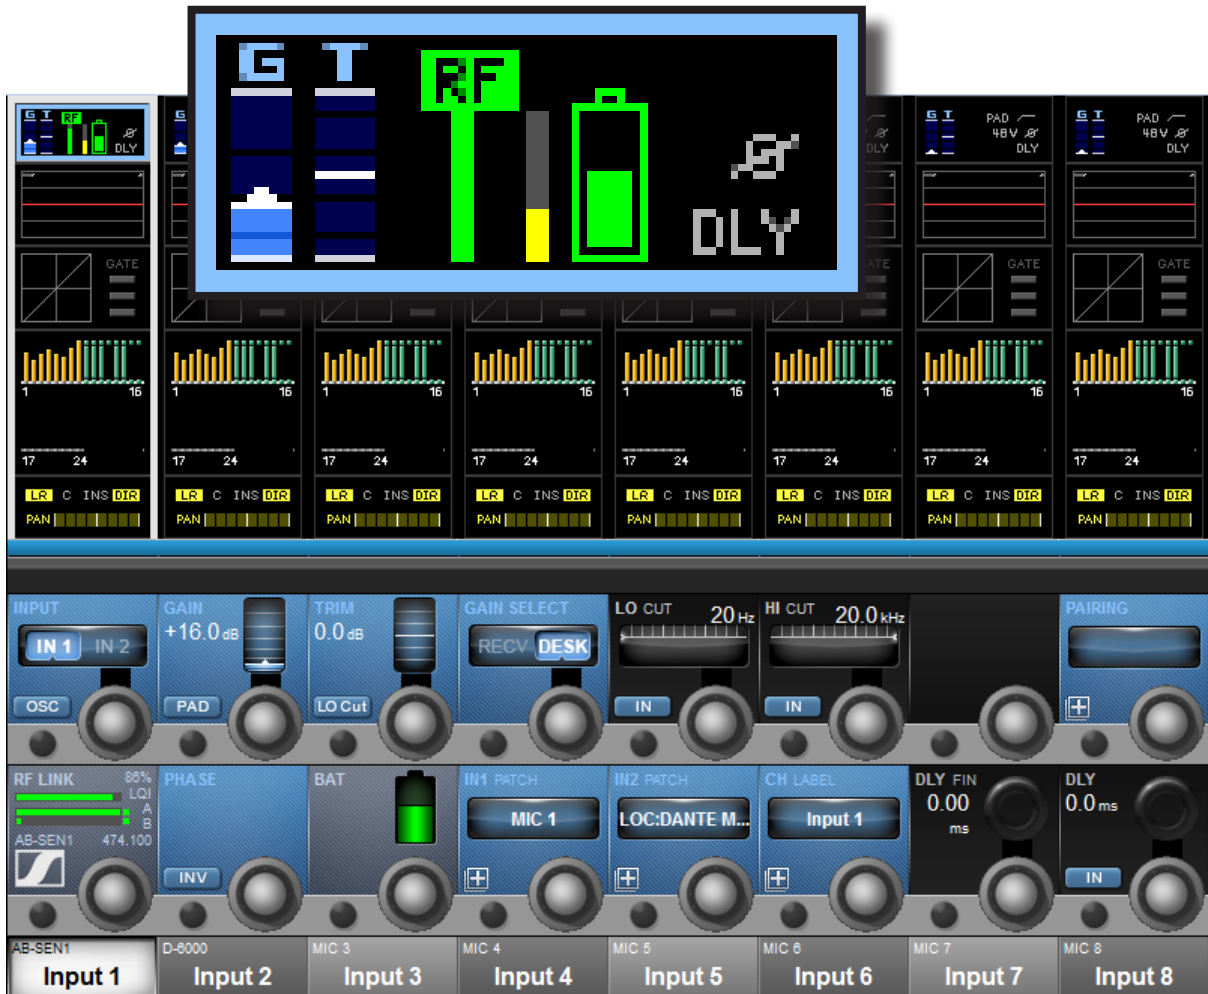 G T RF
DLY
G T RF
DLY
G
G T PAD
48V
DLY
G T PAD
48V
DLY
GATE
GATE
GATE
GATE
1 16
1 16
1 16
1 16
1 16
1 16
1 16
1 16
17 24
17 24
17 24
17 24
17 24
17 24
17 24
17 24
LR C INS DIR
LR C INS DIR
LR C INS DIR
LR C INS DIR
LR C INS DIR
LR C INS DIR
LR C INS DIR
LR C INS DIR
PAN
PAN
PAN
PAN
PAN
PAN
PAN
PAN
INPUT
IN 1 IN 2
OSC
GAIN
+16.0 dB
PAD
TRIM
0.0 dB
LO Cut
GAIN SELECT
RECV DESK
LO CUT
20 Hz
IN
HI CUT
20.0 kHz
IN
PAIRING
RF LINK 86%
LQI
A
B
AB-SEN1 474.100
PHASE
INV
BAT
IN1 PATCH
MIC 1
IN2 PATCH
LOC:DANTE M...
CH LABEL
Input 1
DLY FIN
0.00
ms
DLY
0.0 ms
IN
AB-SEN1
Input 1
D-6000
Input 2
MIC 3
Input 3
MIC 4
Input 4
MIC 5
Input 5
MIC 6
Input 6
MIC 7
Input 7
MIC 8
Input 8